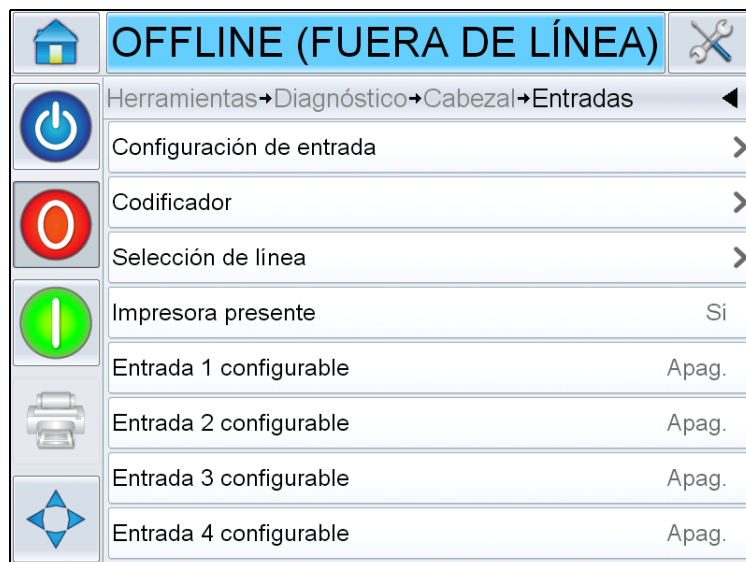 OFFLINE (FUERA DE LÍNEA)
Herramientas→Diagnóstico→Cabezal→Entradas
Configuración de entrada
Codificador
Selección de línea
Impresora presente Sí
Entrada 1 configurable Apag.
Entrada 2 configurable Apag.
Entrada 3 configurable Apag.
Entrada 4 configurable Apag.